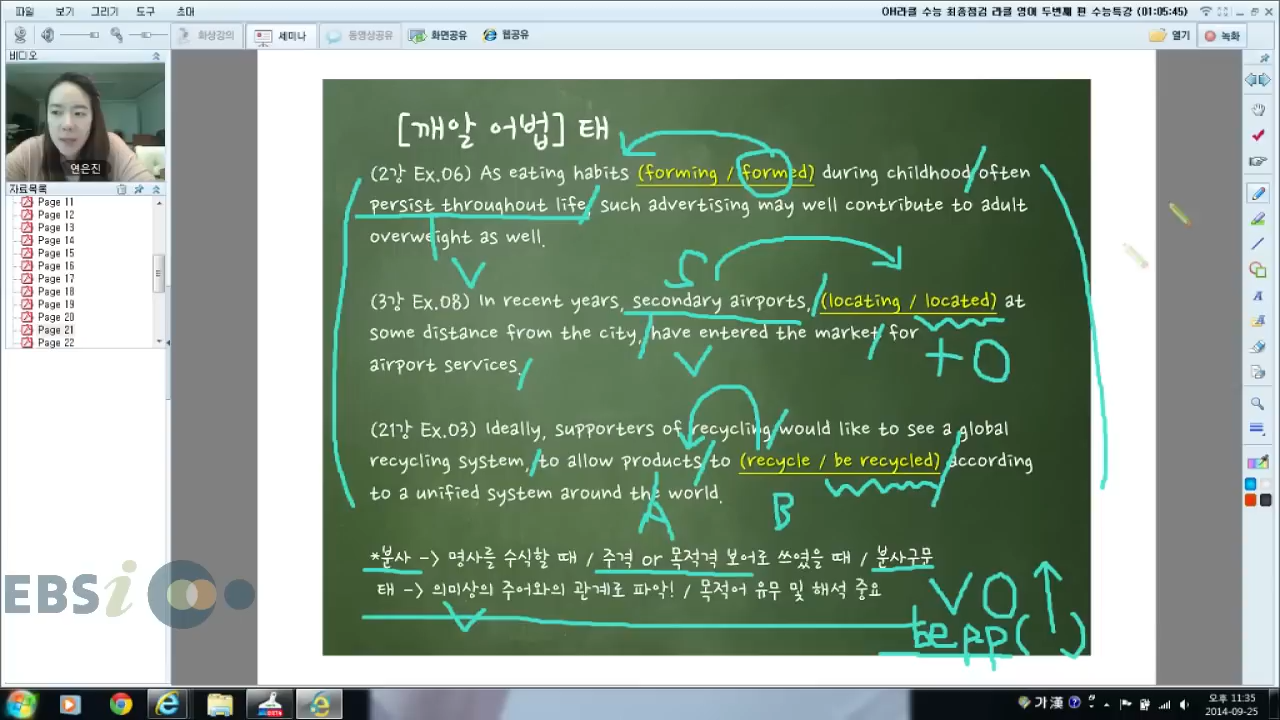 파일 보기 그리기 도구 초대
OH라클 수능 최종점검 라클 영어 두번째 편 수능특강 (01:05:45)
화상강의 세미나 동영상공유 화면공유 웹공유 열기 녹화
비디오
연은진
자료목록
Page 11
Page 12
Page 13
Page 14
Page 15
Page 16
Page 17
Page 18
Page 19
Page 20
Page 21
Page 22
[깨알 어법] 태
(2강 Ex.06) As eating habits (forming / formed) during childhood often
persist throughout life, such advertising may well contribute to adult
overweight as well.
V
S
(3강 Ex.08) In recent years, secondary airports, (locating / located) at
some distance from the city, have entered the market for
airport services.
V
+ O
(21강 Ex.03) Ideally, supporters of recycling would like to see a global
recycling system, to allow products to (recycle / be recycled) according
to a unified system around the world.
A B
*분사 -> 명사를 수식할 때 / 주격 or 목적격 보어로 쓰였을 때 / 분사구문
태 -> 의미상의 주어와의 관계로 파악! / 목적어 유무 및 해석 중요
V O
be pp ( )
EBSi
가 漢
오후 11:35
2014-09-25